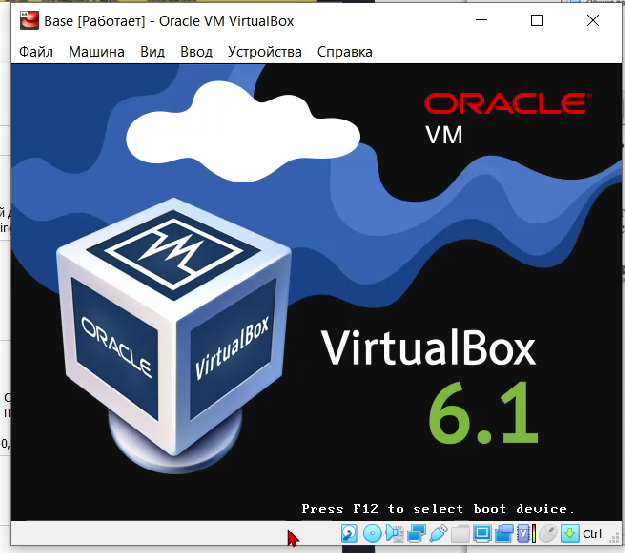 Base [Работает] - Oracle VM VirtualBox
Файл Машина Вид Ввод Устройства Справка
ORACLE
VM
ORACLE
VirtualBox
VirtualBox
6.1
Press F12 to select boot device.
Ctrl